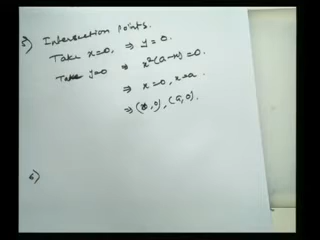 5) Intersection points.
Take x=0, ⇒ y=0.
Take y=0 ⇒ x²(a-x)=0.
⇒ x=0, x=a.
⇒(0,0), (a,0).
6)